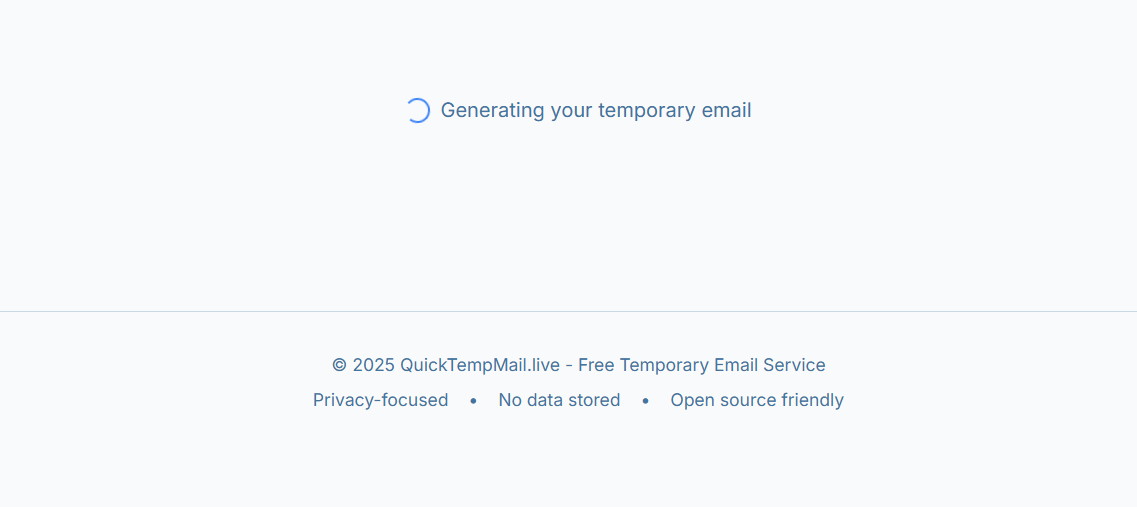 Generating your temporary email
© 2025 QuickTempMail.live - Free Temporary Email Service
Privacy-focused • No data stored • Open source friendly